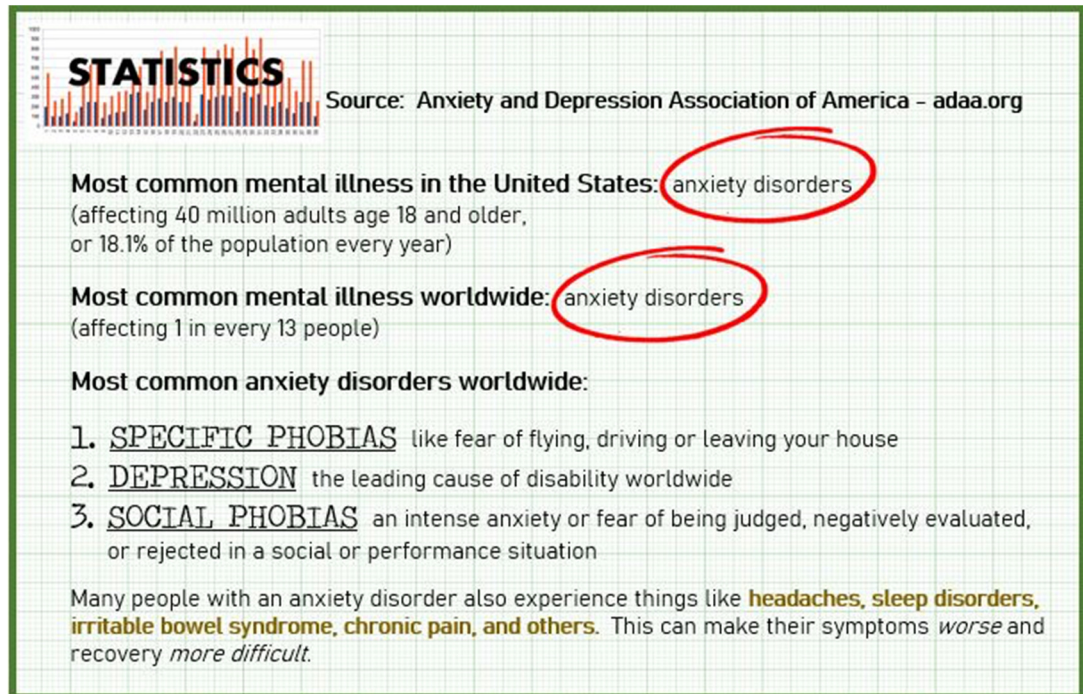 STATISTICS
Source: Anxiety and Depression Association of America - adaa.org
Most common mental illness in the United States: anxiety disorders
(affecting 40 million adults age 18 and older,
or 18.1% of the population every year)
Most common mental illness worldwide: anxiety disorders
(affecting 1 in every 13 people)
Most common anxiety disorders worldwide:
1. SPECIFIC PHOBIAS like fear of flying, driving or leaving your house
2. DEPRESSION the leading cause of disability worldwide
3. SOCIAL PHOBIAS an intense anxiety or fear of being judged, negatively evaluated,
or rejected in a social or performance situation
Many people with an anxiety disorder also experience things like headaches, sleep disorders,
irritable bowel syndrome, chronic pain, and others. This can make their symptoms worse and
recovery more difficult.